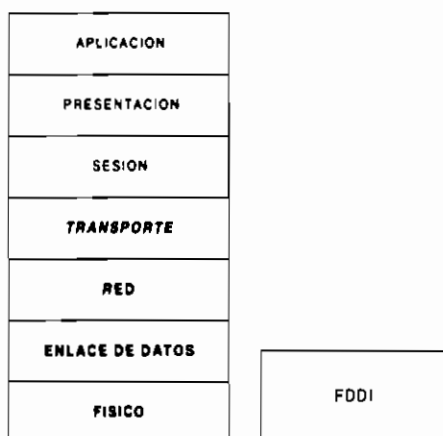 APLICACION
PRESENTACION
SESION
TRANSPORTE
RED
ENLACE DE DATOS
FISICO
FDDI